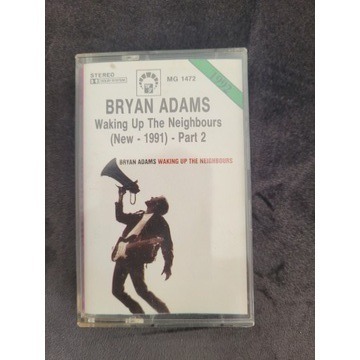 STEREO
MG 1472
1991
BRYAN ADAMS
Waking Up The Neighbours
(New - 1991) - Part 2
BRYAN ADAMS WAKING UP THE NEIGHBOURS